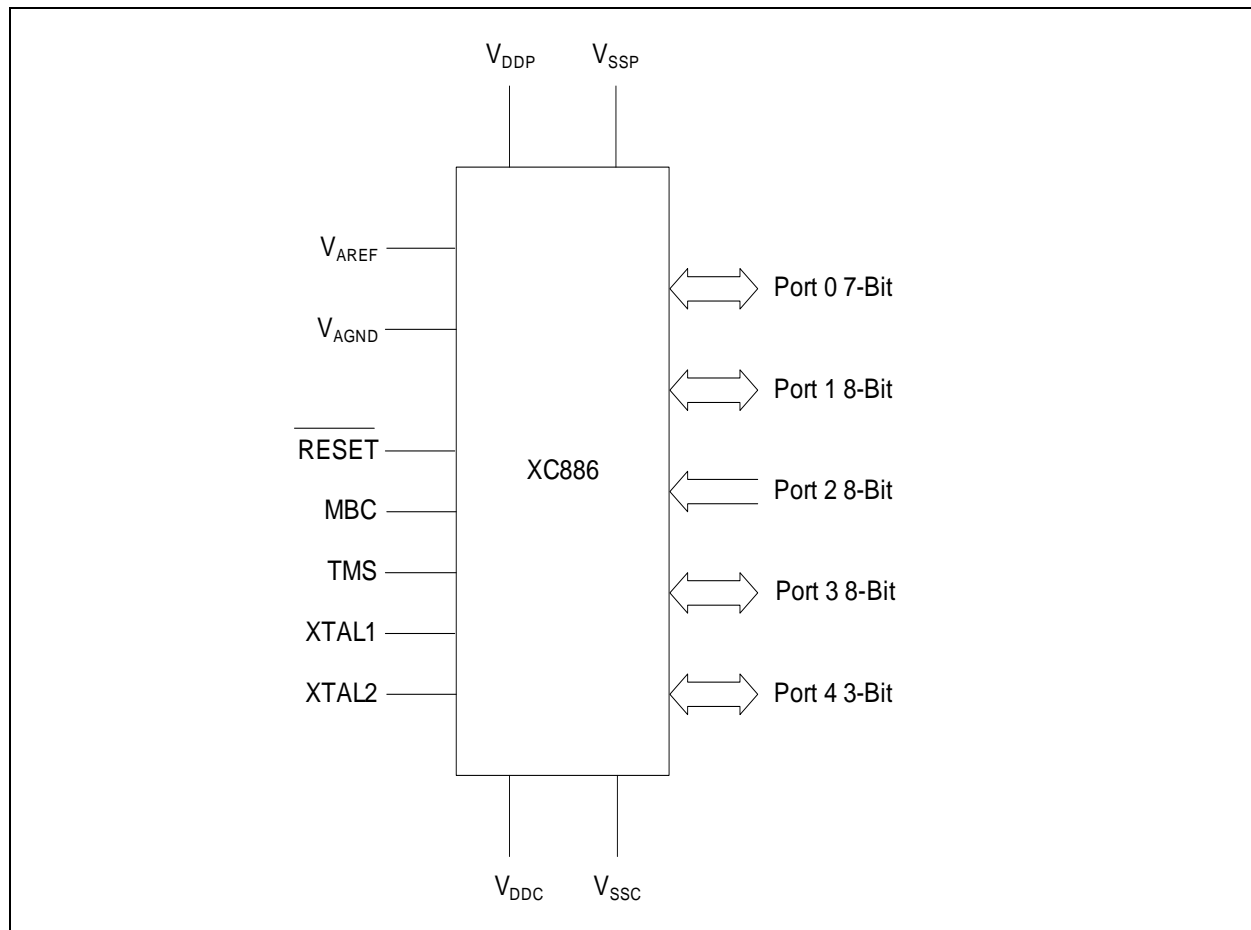 VDDP VSSP
VAREF
Port 0 7-Bit
VAGND
Port 1 8-Bit
RESET
XC886
Port 2 8-Bit
MBC
TMS
Port 3 8-Bit
XTAL1
XTAL2
Port 4 3-Bit
VDDC VSSC